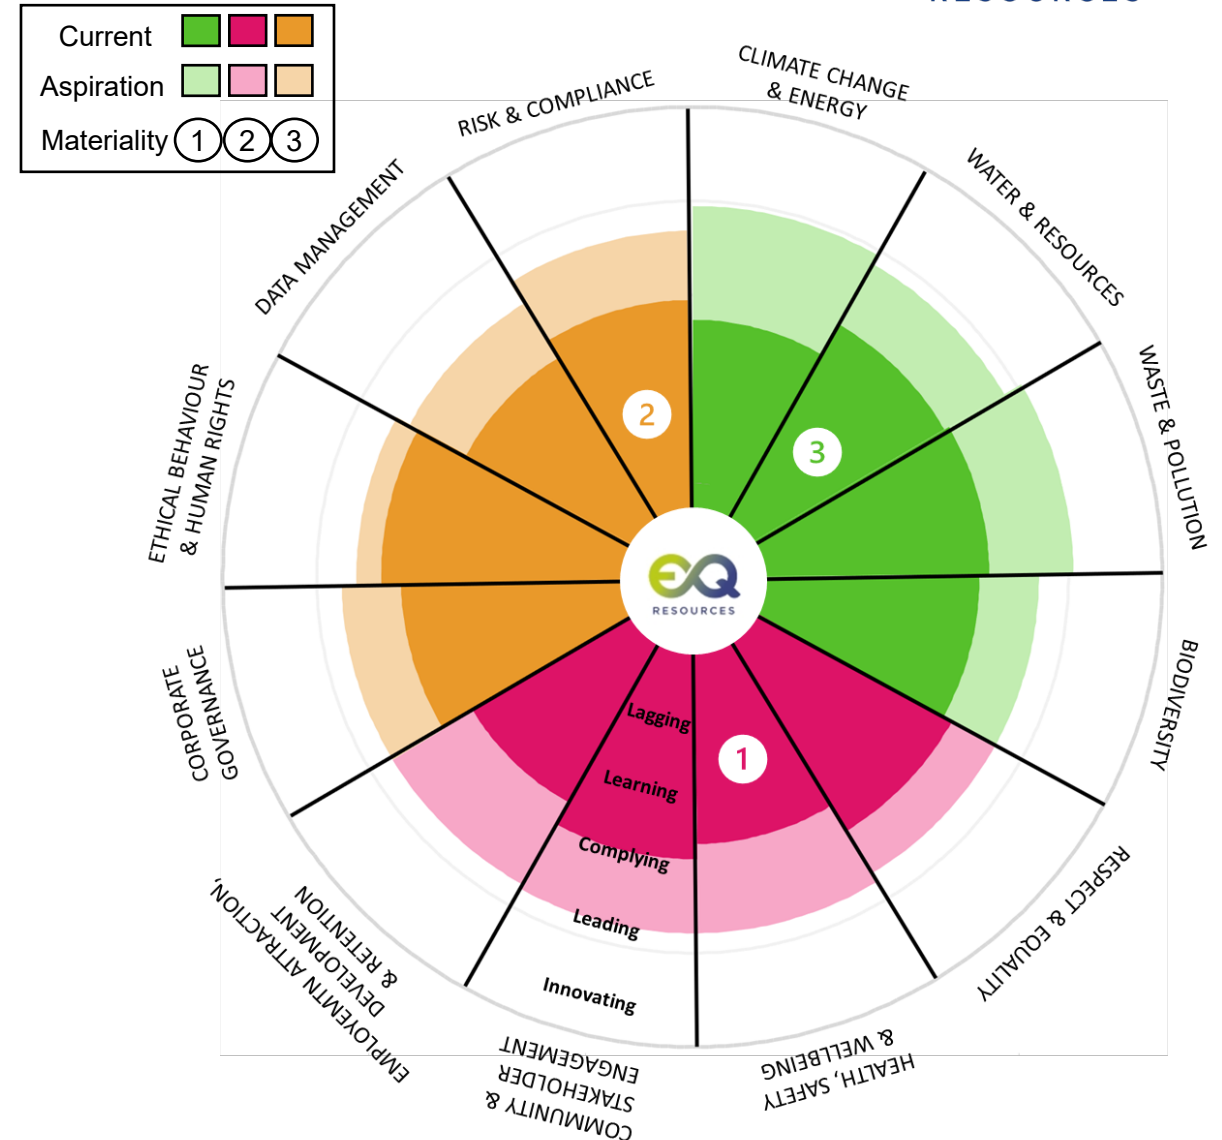 RESOURCES
Current
Aspiration
Materiality 1 2 3
CLIMATE CHANGE
& ENERGY
WATER & RESOURCES
WASTE & POLLUTION
BIODIVERSITY
RESPECT & EQUALITY
HEALTH, SAFETY
& WELLBEING
COMMUNITY &
STAKEHOLDER
ENGAGEMENT
EMPLOYEMTN ATTRACTION,
DEVELOPMENT
& RETENTION
CORPORATE
GOVERNANCE
ETHICAL BEHAVIOUR
& HUMAN RIGHTS
DATA MANAGEMENT
RISK & COMPLIANCE
2
3
EQ
RESOURCES
1
Lagging
Learning
Complying
Leading
Innovating